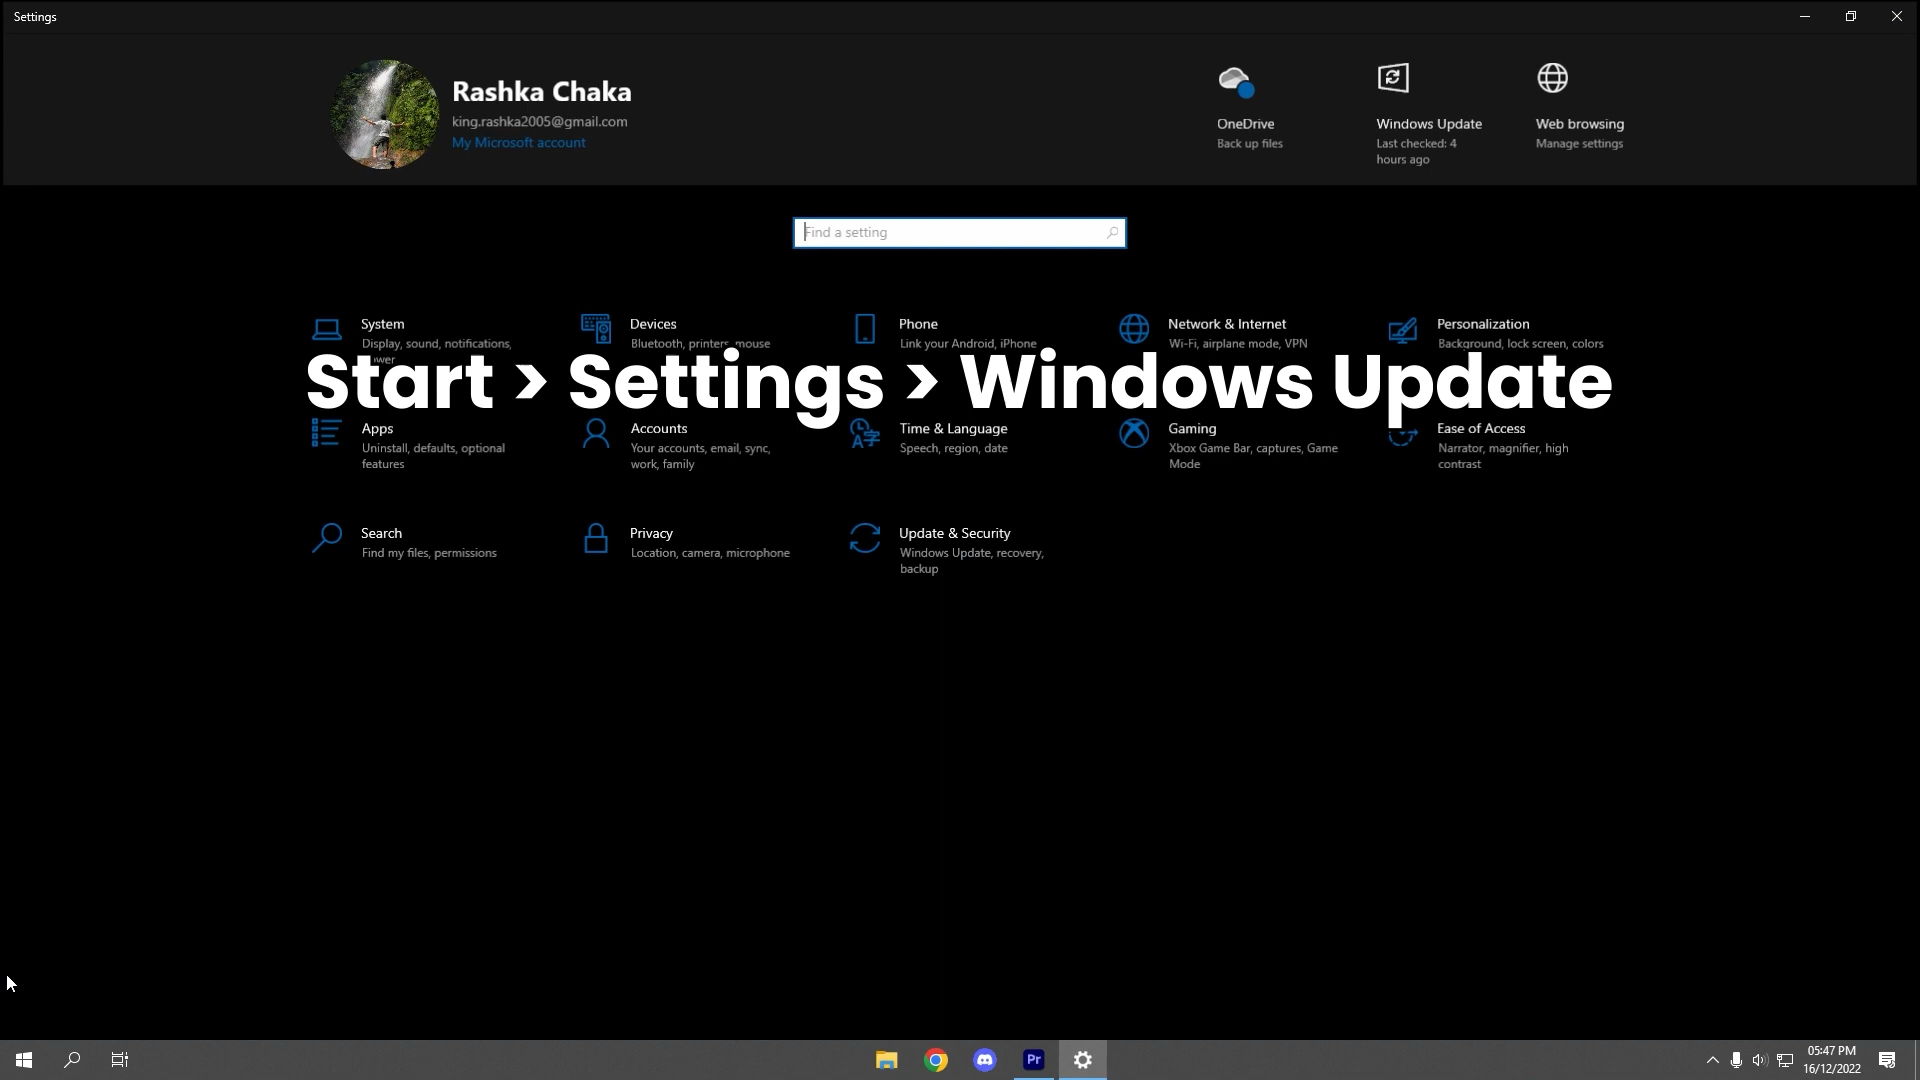 Settings
Rashka Chaka
king.rashka2005@gmail.com
My Microsoft account
OneDrive
Back up files
Windows Update
Last checked: 4
hours ago
Web browsing
Manage settings
Find a setting
System
Display, sound, notifications,
Devices
Bluetooth, printers, mouse
Phone
Link your Android, iPhone
Network & Internet
Wi-Fi, airplane mode, VPN
Personalization
Background, lock screen, colors
Start > Settings > Windows Update
Apps
Uninstall, defaults, optional
features
Accounts
Your accounts, email, sync,
work, family
Time & Language
Speech, region, date
Gaming
Xbox Game Bar, captures, Game
Mode
Ease of Access
Narrator, magnifier, high
contrast
Search
Find my files, permissions
Privacy
Location, camera, microphone
Update & Security
Windows Update, recovery,
backup
Pr
05:47 PM
16/12/2022